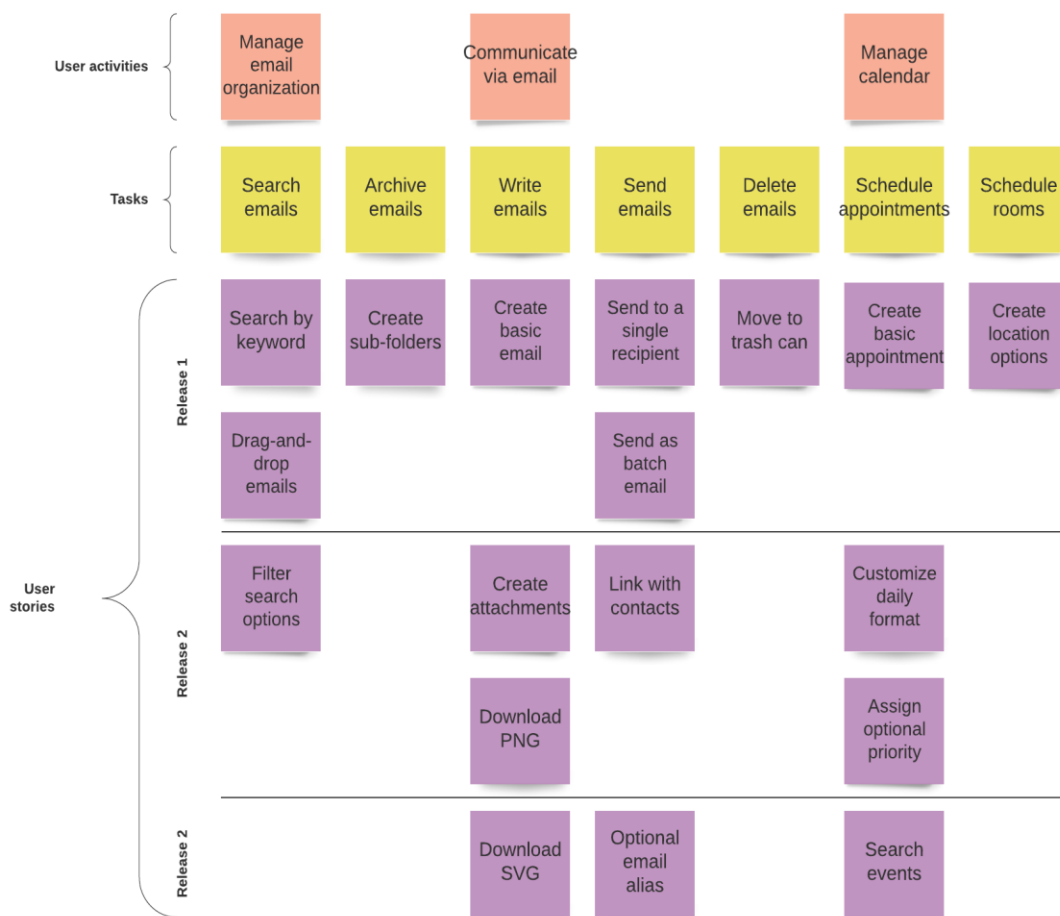 User activities
Manage
email
organization
Communicate
via email
Manage
calendar
Tasks
Search
emails
Archive
emails
Write
emails
Send
emails
Delete
emails
Schedule
appointments
Schedule
rooms
User
stories
Release 1
Search by
keyword
Create
sub-folders
Create
basic
email
Send to a
single
recipient
Move to
trash can
Create
basic
appointment
Create
location
options
Drag-and-
drop
emails
Send as
batch
email
Release 2
Filter
search
options
Create
attachments
Link with
contacts
Customize
daily
format
Download
PNG
Assign
optional
priority
Release 2
Download
SVG
Optional
email
alias
Search
events